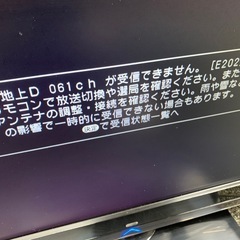 地上D 061ch が受信できません。 [E202
リモコンで放送切換や選局を確認ください。また、
アンテナの調整・接続を確認ください。雨や雷など
の影響で一時的に受信できない場合もあります。
決定で受信状態一覧へ